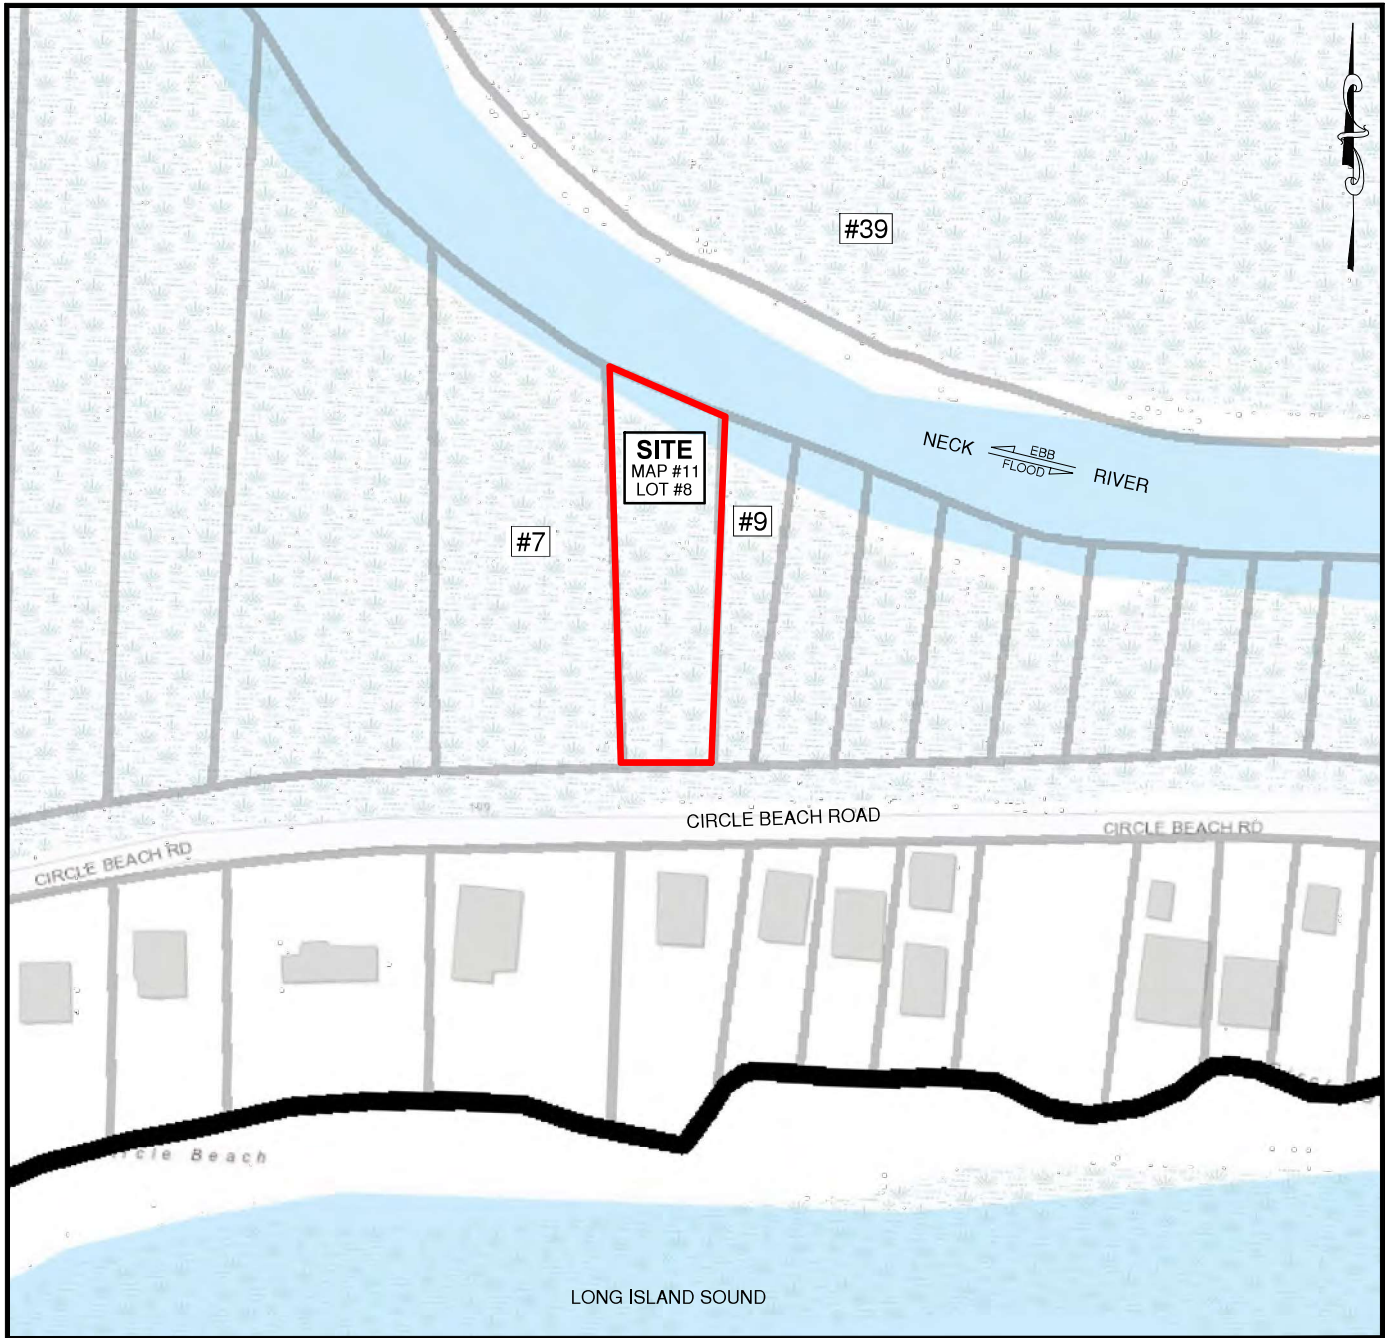 #39
NECK
EBB
FLOOD
RIVER
SITE
MAP #11
LOT #8
#9
#7
CIRCLE BEACH ROAD
CIRCLE BEACH RD
CIRCLE BEACH RD
rcle Beach
LONG ISLAND SOUND